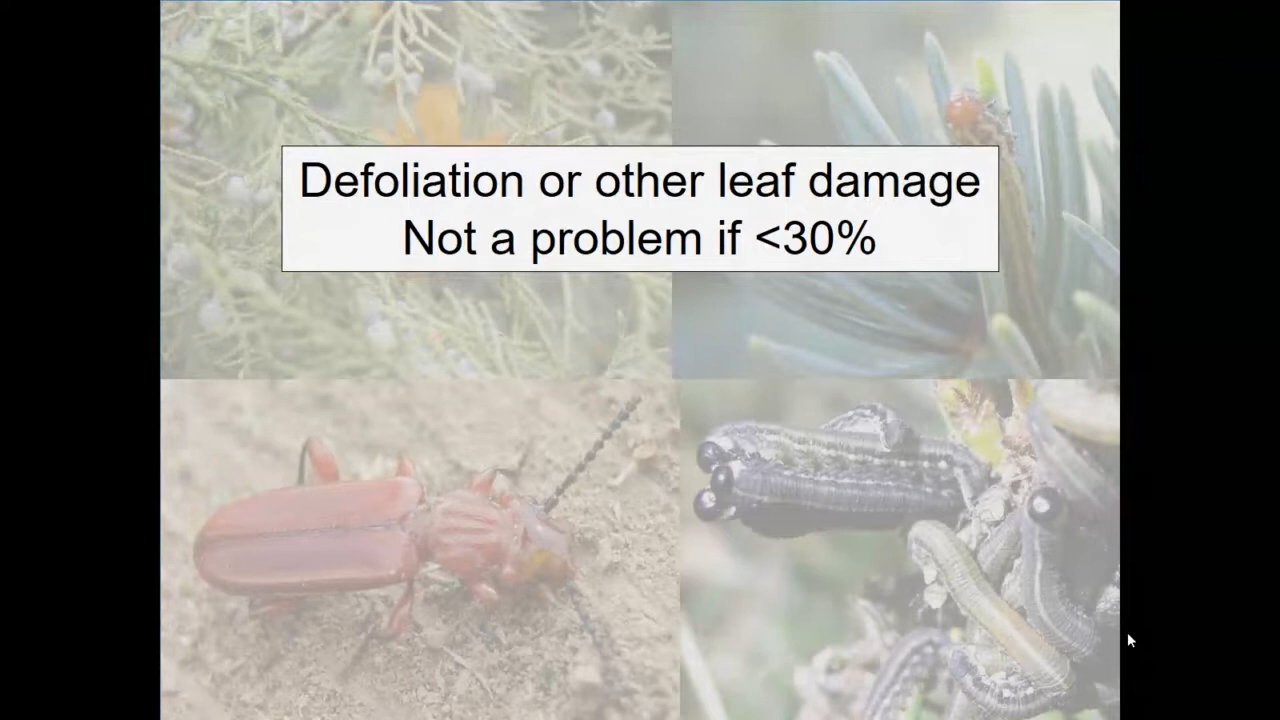 Defoliation or other leaf damage
Not a problem if <30%